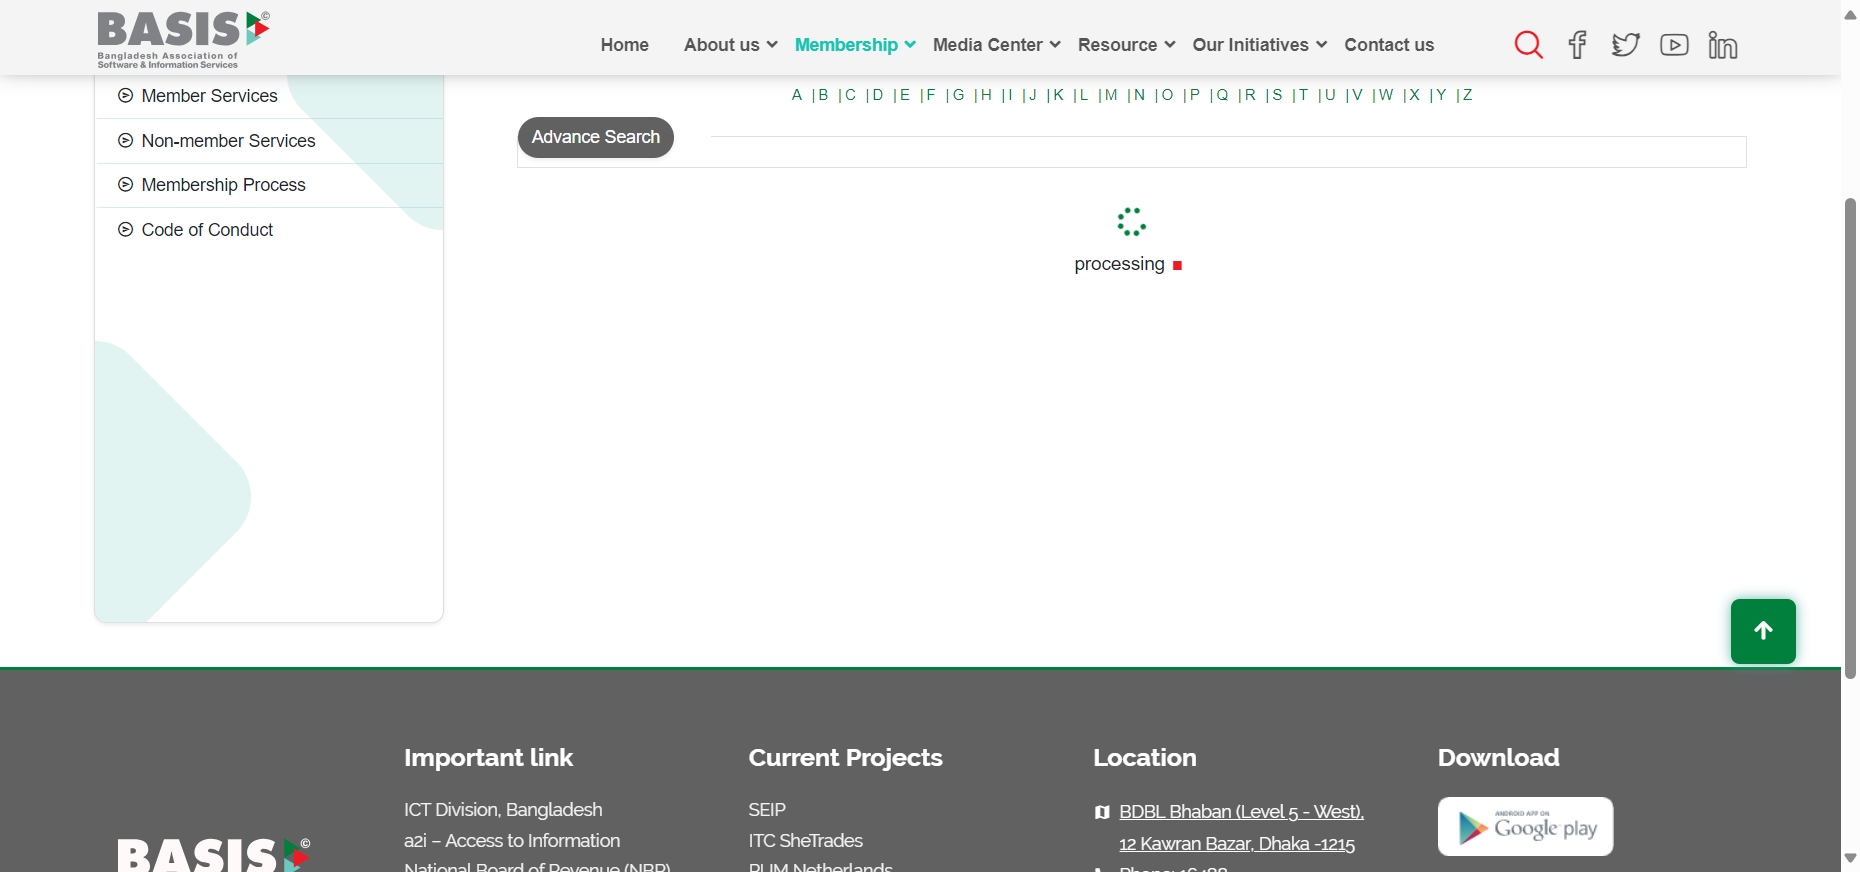 BASIS ©
Bangladesh Association of
Software & Information Services
Home About us Membership Media Center Resource Our Initiatives Contact us
Member Services
Non-member Services
Membership Process
Code of Conduct
A |B |C |D |E |F |G |H |I |J |K |L |M |N |O |P |Q |R |S |T |U |V |W |X |Y |Z
Advance Search
processing
Important link
ICT Division, Bangladesh
a2i – Access to Information
National Board of Revenue (NBR)
Current Projects
SEIP
ITC SheTrades
PUM Netherlands
Location
BDBL Bhaban (Level 5 - West),
12 Kawran Bazar, Dhaka -1215
Phone: 16488
Download
ANDROID APP ON
Google play
BASIS ©